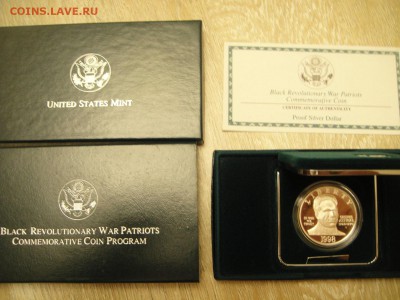 COINS.LAVE.RU
UNITED STATES MINT
BLACK REVOLUTIONARY WAR PATRIOTS
COMMEMORATIVE COIN PROGRAM
Black Revolutionary War Patriots
Commemorative Coin
CERTIFICATE OF AUTHENTICITY
Proof Silver Dollar
LIBERTY
1998